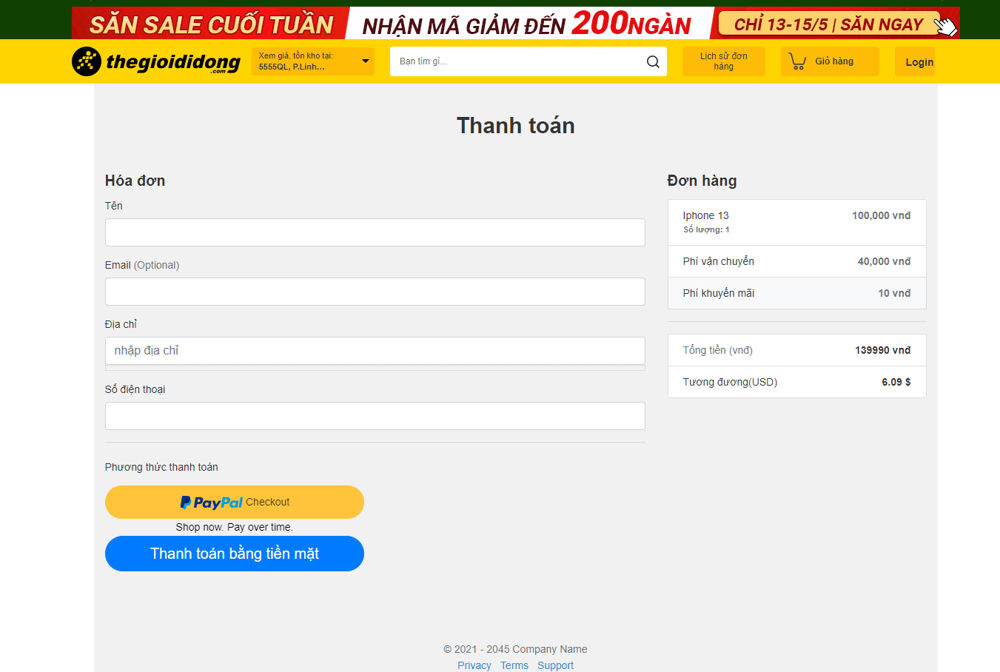 SĂN SALE CUỐI TUẦN
NHẬN MÃ GIẢM ĐẾN 200NGÀN
CHỈ 13-15/5 | SĂN NGAY
thegioididong
.com
Xem giá, tồn kho tại:
5555QL, P.Linh...
Bạn tìm gì...
Lịch sử đơn
hàng
Giỏ hàng
Login
Thanh toán
Hóa đơn
Tên
Email (Optional)
Địa chỉ
nhập địa chỉ
Số điện thoại
Phương thức thanh toán
PayPal Checkout
Shop now. Pay over time.
Thanh toán bằng tiền mặt
Đơn hàng
Iphone 13 100,000 vnđ
Số lượng: 1
Phí vận chuyển 40,000 vnđ
Phí khuyến mãi 10 vnđ
Tổng tiền (vnđ) 139990 vnđ
Tương đương(USD) 6.09 $
© 2021 - 2045 Company Name
Privacy Terms Support